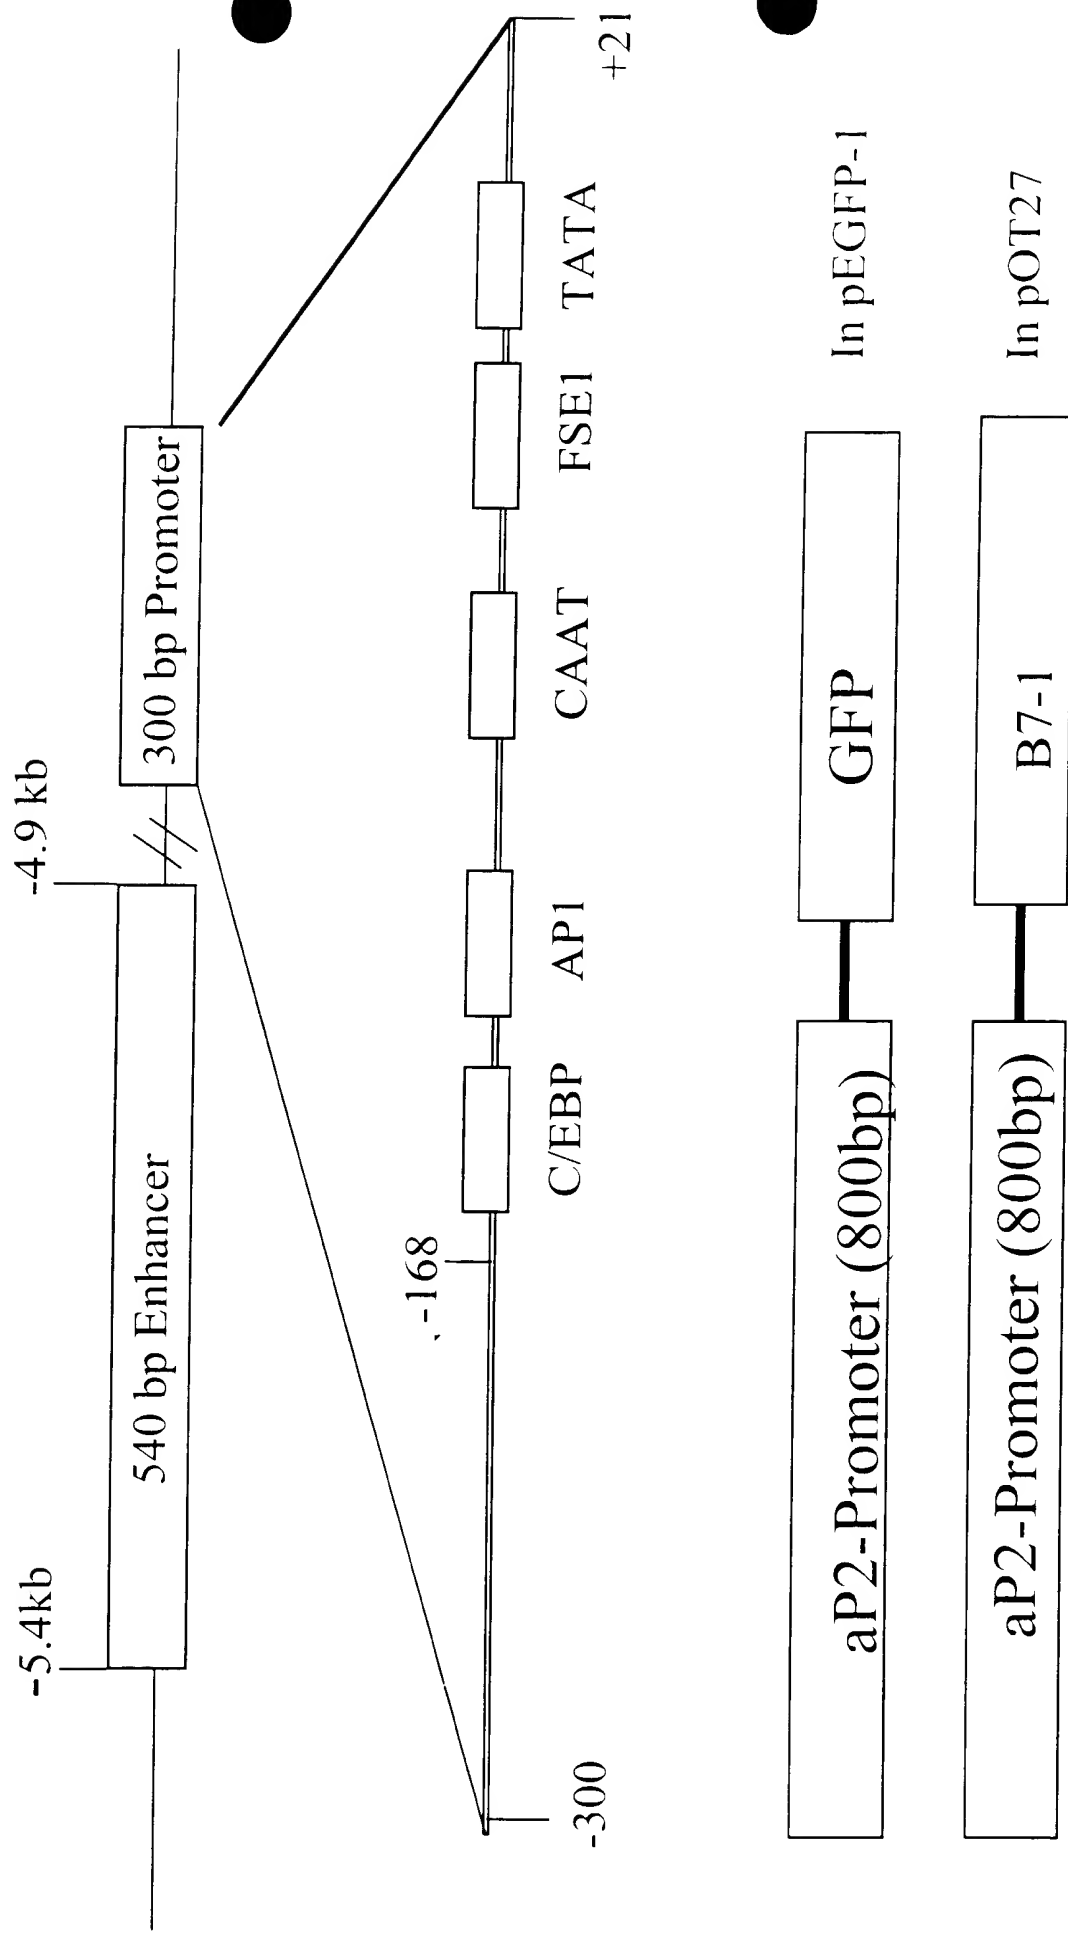 -5.4kb
-4.9 kb
540 bp Enhancer
300 bp Promoter
-168
C/EBP
AP1
CAAT
FSE1
TATA
-300
+21
aP2-Promoter (800bp)
GFP
In pEGFP-1
aP2-Promoter (800bp)
B7-1
In pOT27